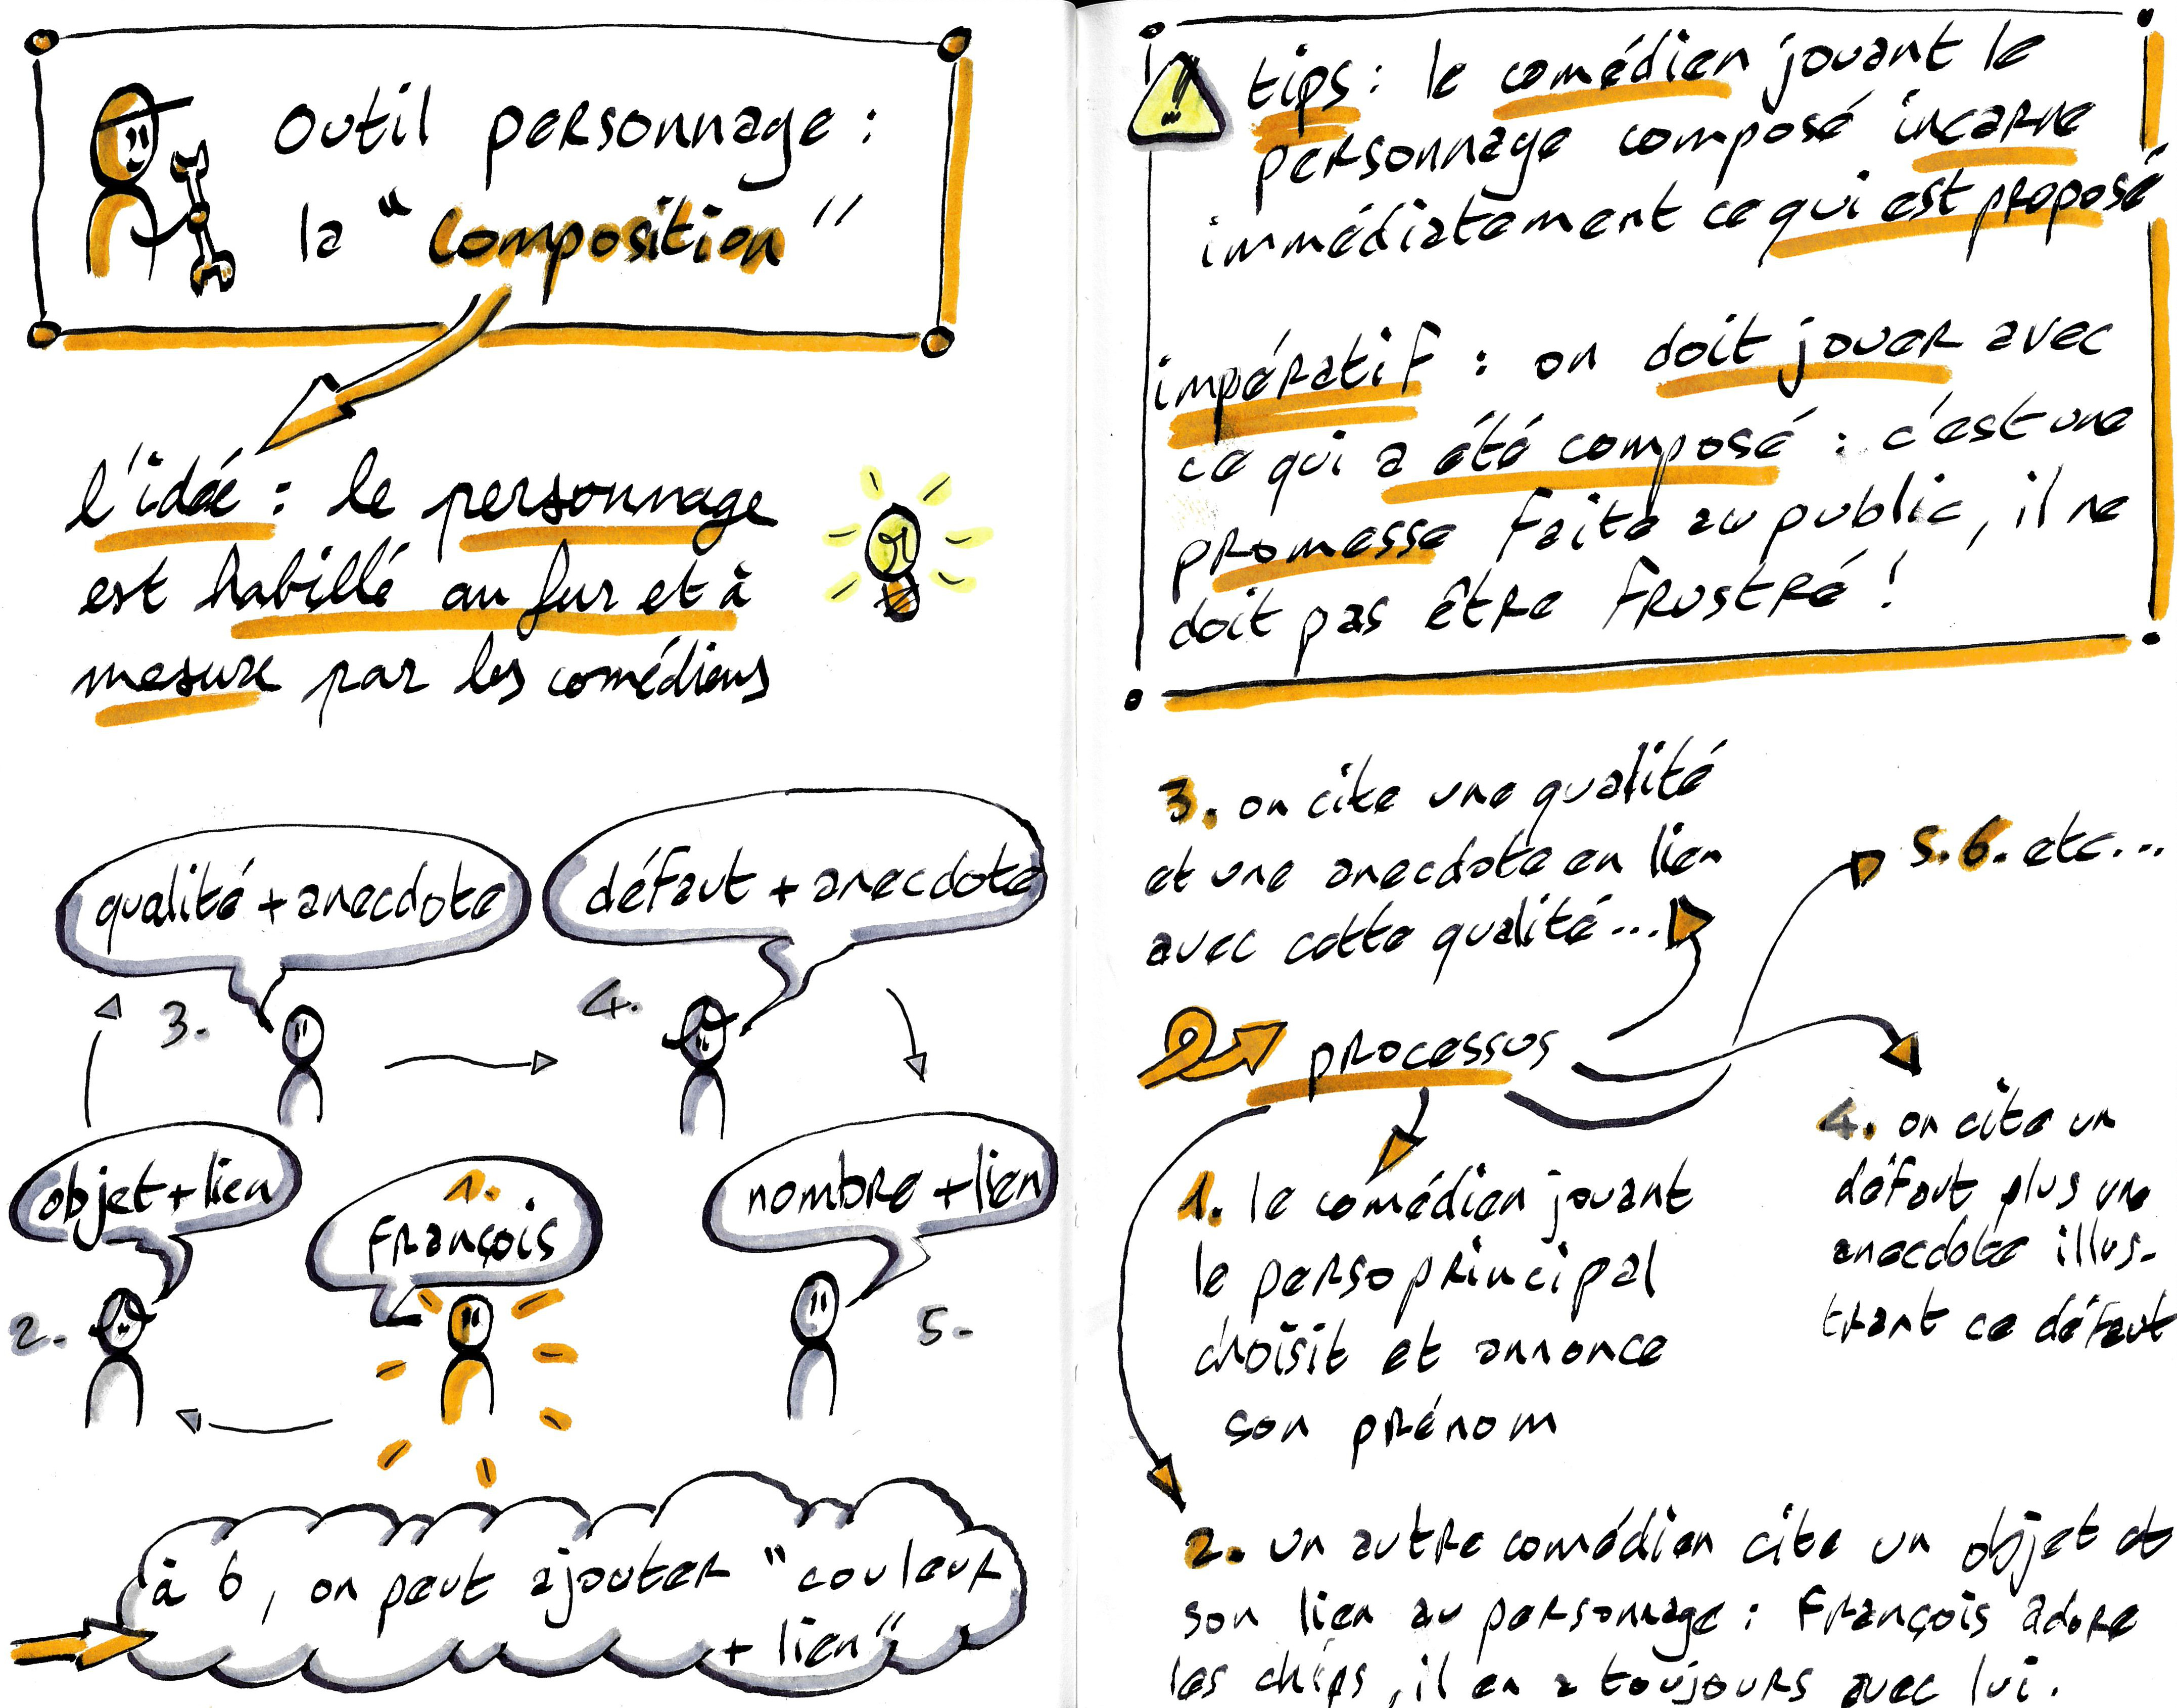 Outil personnage :
la "Composition"
l'idée : le personnage
est habillé au fur et à
mesure par les comédiens
qualité + anecdote
défaut + anecdote
3.
4.
objet + lien
1.
François
nombre + lien
2.
5.
à 6, on peut ajouter "couleur
+ lien"
!
tips : le comédien jouant le
personnage composé incarne
immédiatement ce qui est proposé
impératif : on doit jouer avec
ce qui a été composé : c'est une
promesse faite au public, il ne
doit pas être frustré !
3. on cite une qualité
et une anecdote en lien
avec cette qualité...
5. 6. etc...
processus
4. on cite un
défaut plus une
anecdote illus-
trant ce défaut
1. le comédien jouant
le perso principal
choisit et annonce
son prénom
2. un autre comédien cite un objet et
son lien au personnage : François adore
les chips, il en a toujours avec lui.